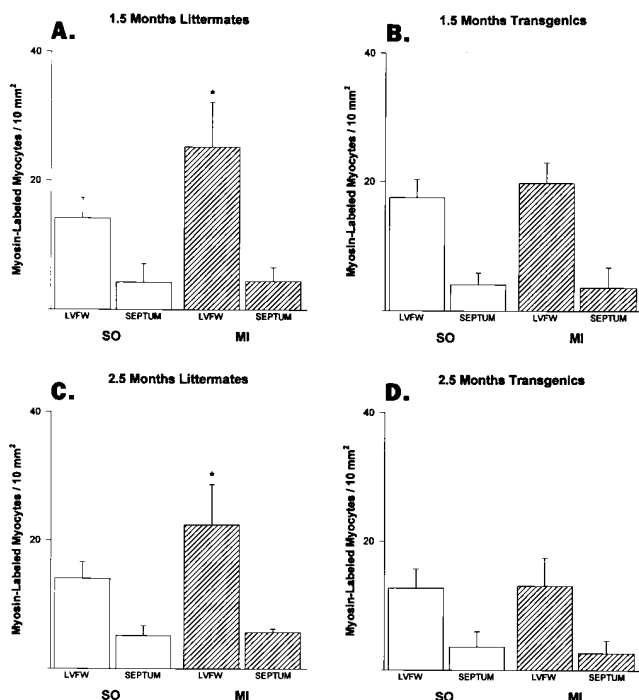 A.
1.5 Months Littermates
Myosin-Labeled Myocytes / 10 mm²
40
20
*
LVFW SEPTUM LVFW SEPTUM
SO MI
B.
1.5 Months Transgenics
Myosin-Labeled Myocytes / 10 mm²
40
20
LVFW SEPTUM LVFW SEPTUM
SO MI
C.
2.5 Months Littermates
Myosin-Labeled Myocytes / 10 mm²
40
20
*
LVFW SEPTUM LVFW SEPTUM
SO MI
D.
2.5 Months Transgenics
Myosin-Labeled Myocytes / 10 mm²
40
20
LVFW SEPTUM LVFW SEPTUM
SO MI